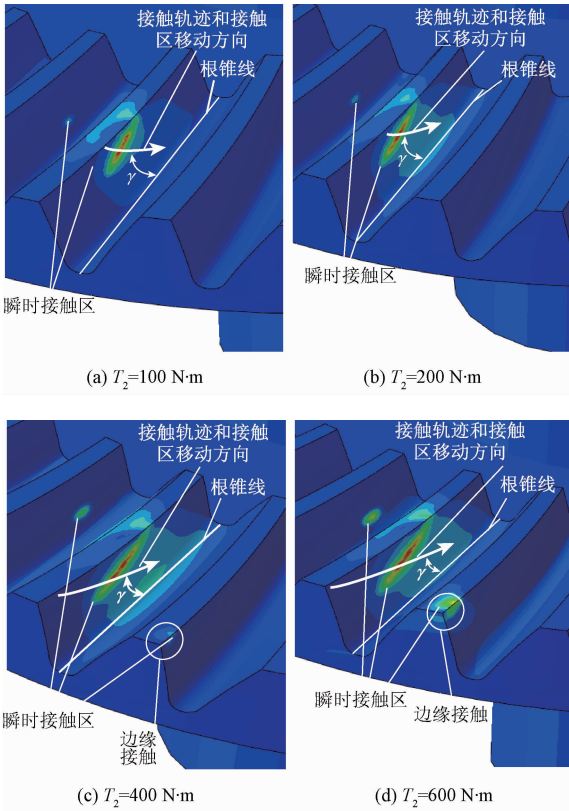 接触轨迹和接触
区移动方向
根锥线
γ
瞬时接触区
(a) T₂=100 N·m
接触轨迹和接触
区移动方向
根锥线
γ
瞬时接触区
(b) T₂=200 N·m
接触轨迹和接触
区移动方向
根锥线
γ
瞬时接触区
边缘
接触
(c) T₂=400 N·m
接触轨迹和接触
区移动方向
根锥线
γ
瞬时接触区
边缘接触
(d) T₂=600 N·m